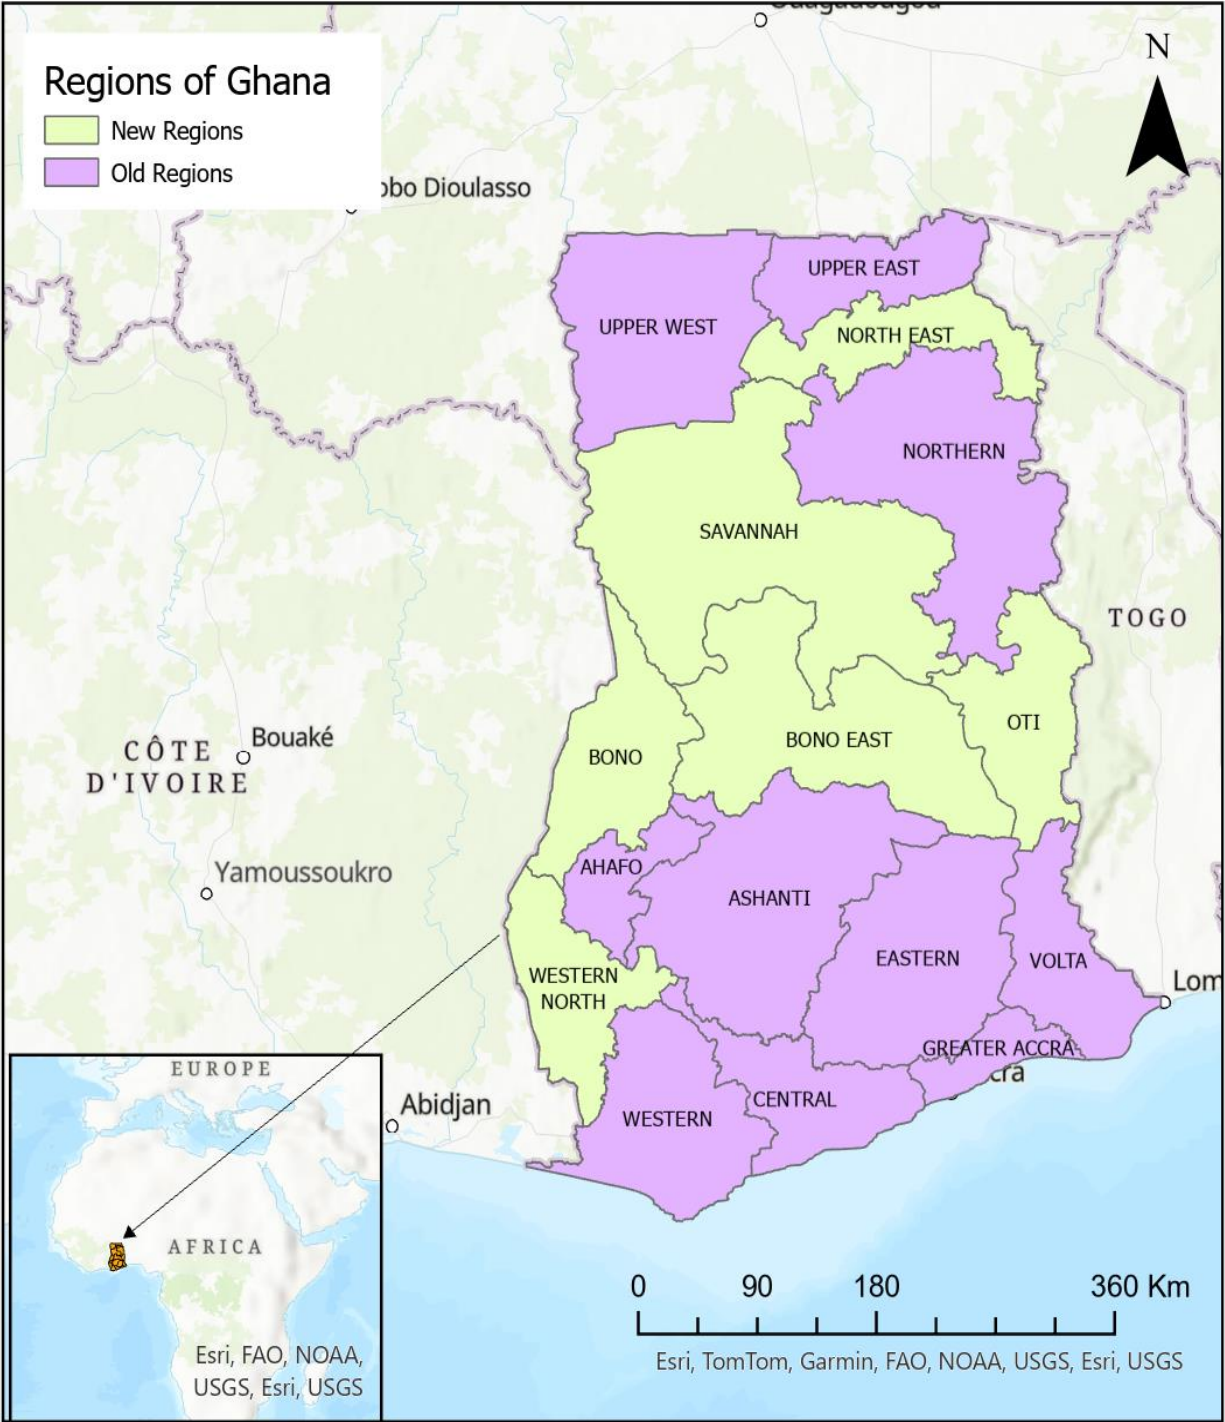 N
Regions of Ghana
New Regions
Old Regions
obo Dioulasso
UPPER EAST
UPPER WEST
NORTH EAST
NORTHERN
SAVANNAH
TOGO
OTI
BONO EAST
BONO
CÔTE
D'IVOIRE
Bouaké
Yamoussoukro
AHAFO
ASHANTI
EASTERN
VOLTA
WESTERN
NORTH
Lom
GREATER ACCRA
cra
CENTRAL
WESTERN
Abidjan
EUROPE
AFRICA
Esri, FAO, NOAA,
USGS, Esri, USGS
0 90 180 360 Km
Esri, TomTom, Garmin, FAO, NOAA, USGS, Esri, USGS